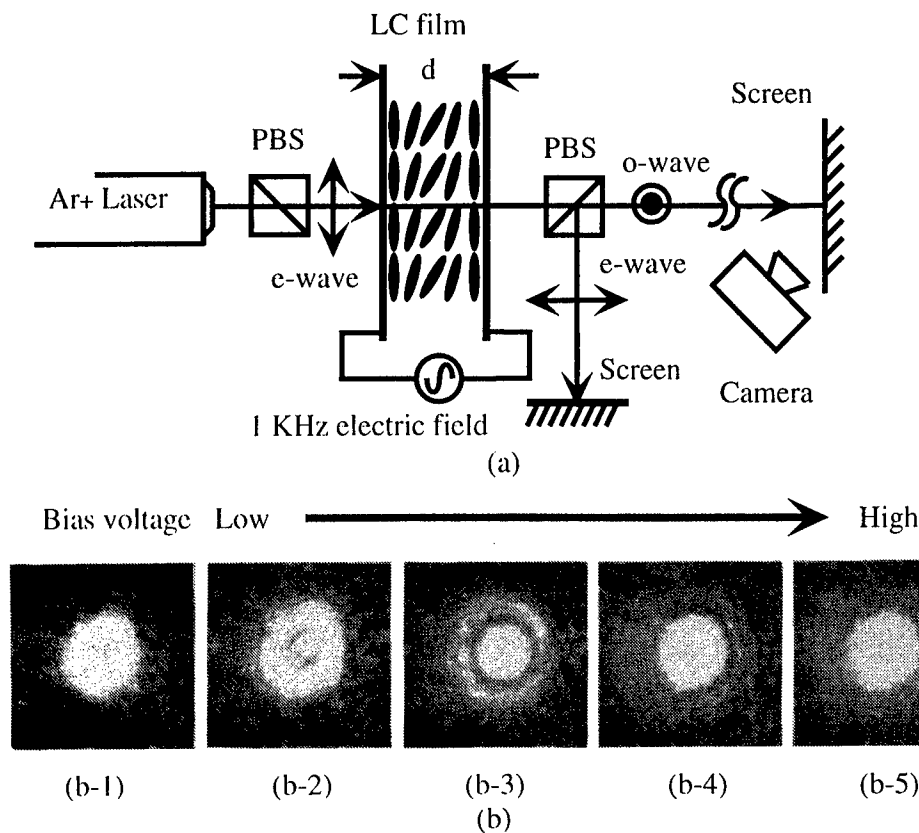 LC film
d
Screen
PBS
PBS
o-wave
Ar+ Laser
e-wave
e-wave
Screen
Camera
1 KHz electric field
(a)
Bias voltage Low High
(b-1) (b-2) (b-3) (b-4) (b-5)
(b)